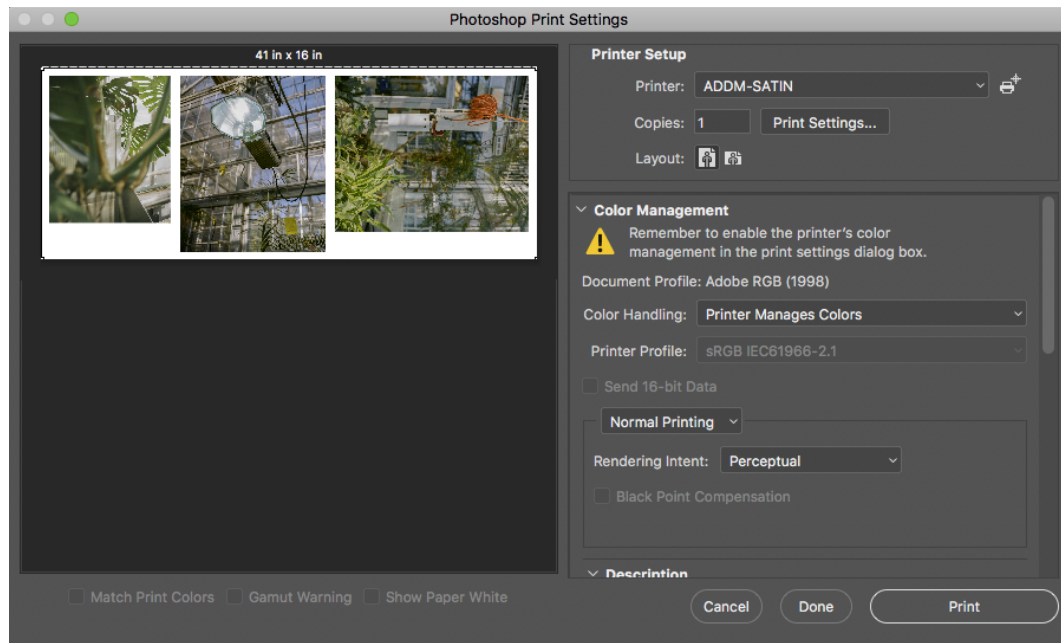 Photoshop Print Settings
41 in x 16 in
Printer Setup
Printer: ADDM-SATIN
Copies: 1 Print Settings...
Layout:
Color Management
Remember to enable the printer's color
management in the print settings dialog box.
Document Profile: Adobe RGB (1998)
Color Handling: Printer Manages Colors
Printer Profile: sRGB IEC61966-2.1
Send 16-bit Data
Normal Printing
Rendering Intent: Perceptual
Black Point Compensation
Description
Match Print Colors Gamut Warning Show Paper White
Cancel Done Print